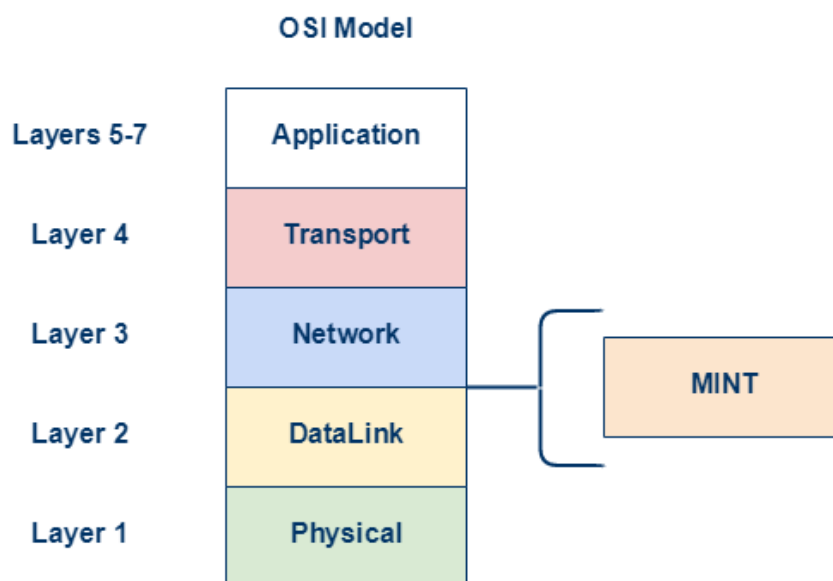 OSI Model
Layers 5-7
Application
Layer 4
Transport
Layer 3
Network
MINT
Layer 2
DataLink
Layer 1
Physical